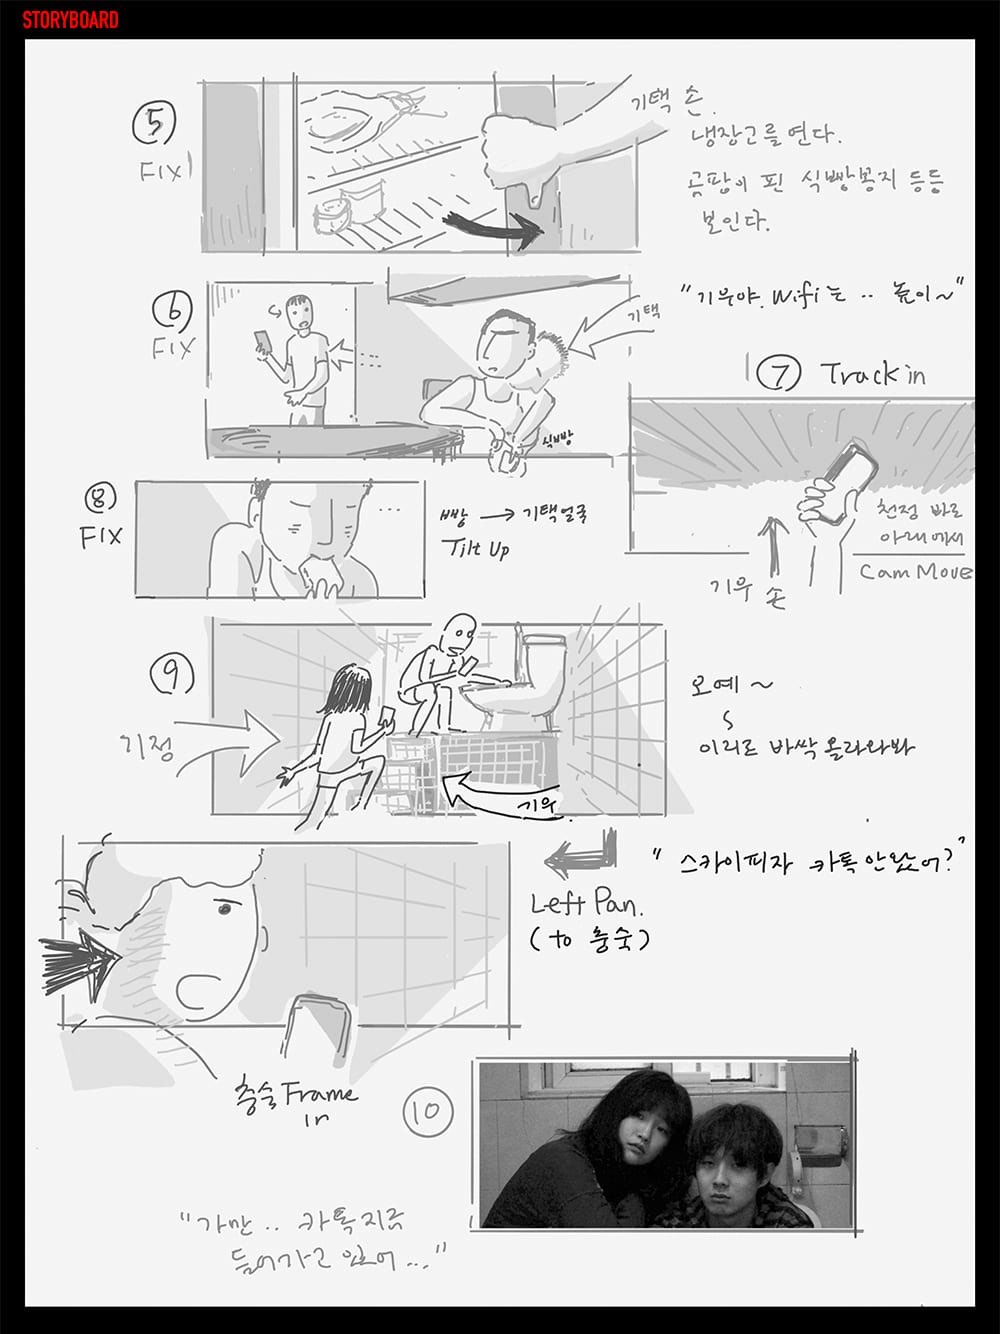 STORYBOARD
5
FIX
기택 손.
냉장고를 연다.
곰팡이 핀 식빵봉지 등등
보인다.
6
FIX
기택
"기우야. Wifi는 .. 높이~"
식빵
7 Track in
천정 바로
아래에서
Cam Move
기우 손
8
FIX
빵 → 기택얼굴
Tilt Up
9
기정
기우
오예 ~
이리로 바싹 올라와봐
"스카이피자 카톡 안왔어?"
Left Pan.
(to 충숙)
충숙 Frame
in
10
"가만.. 카톡 지금
들어가고 있어..."